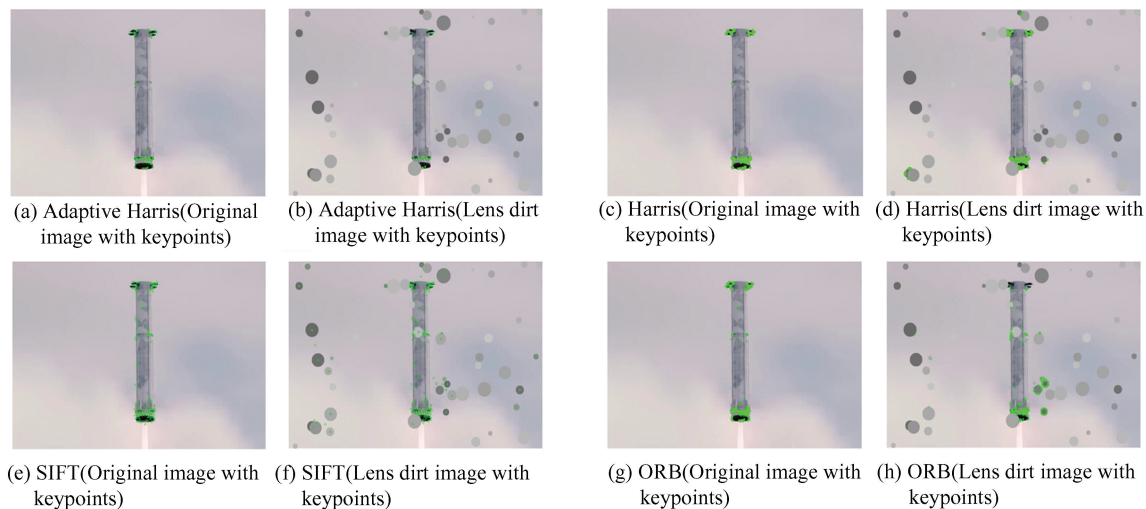 (a) Adaptive Harris(Original
image with keypoints)
(b) Adaptive Harris(Lens dirt
image with keypoints)
(c) Harris(Original image with
keypoints)
(d) Harris(Lens dirt image with
keypoints)
(e) SIFT(Original image with
keypoints)
(f) SIFT(Lens dirt image with
keypoints)
(g) ORB(Original image with
keypoints)
(h) ORB(Lens dirt image with
keypoints)